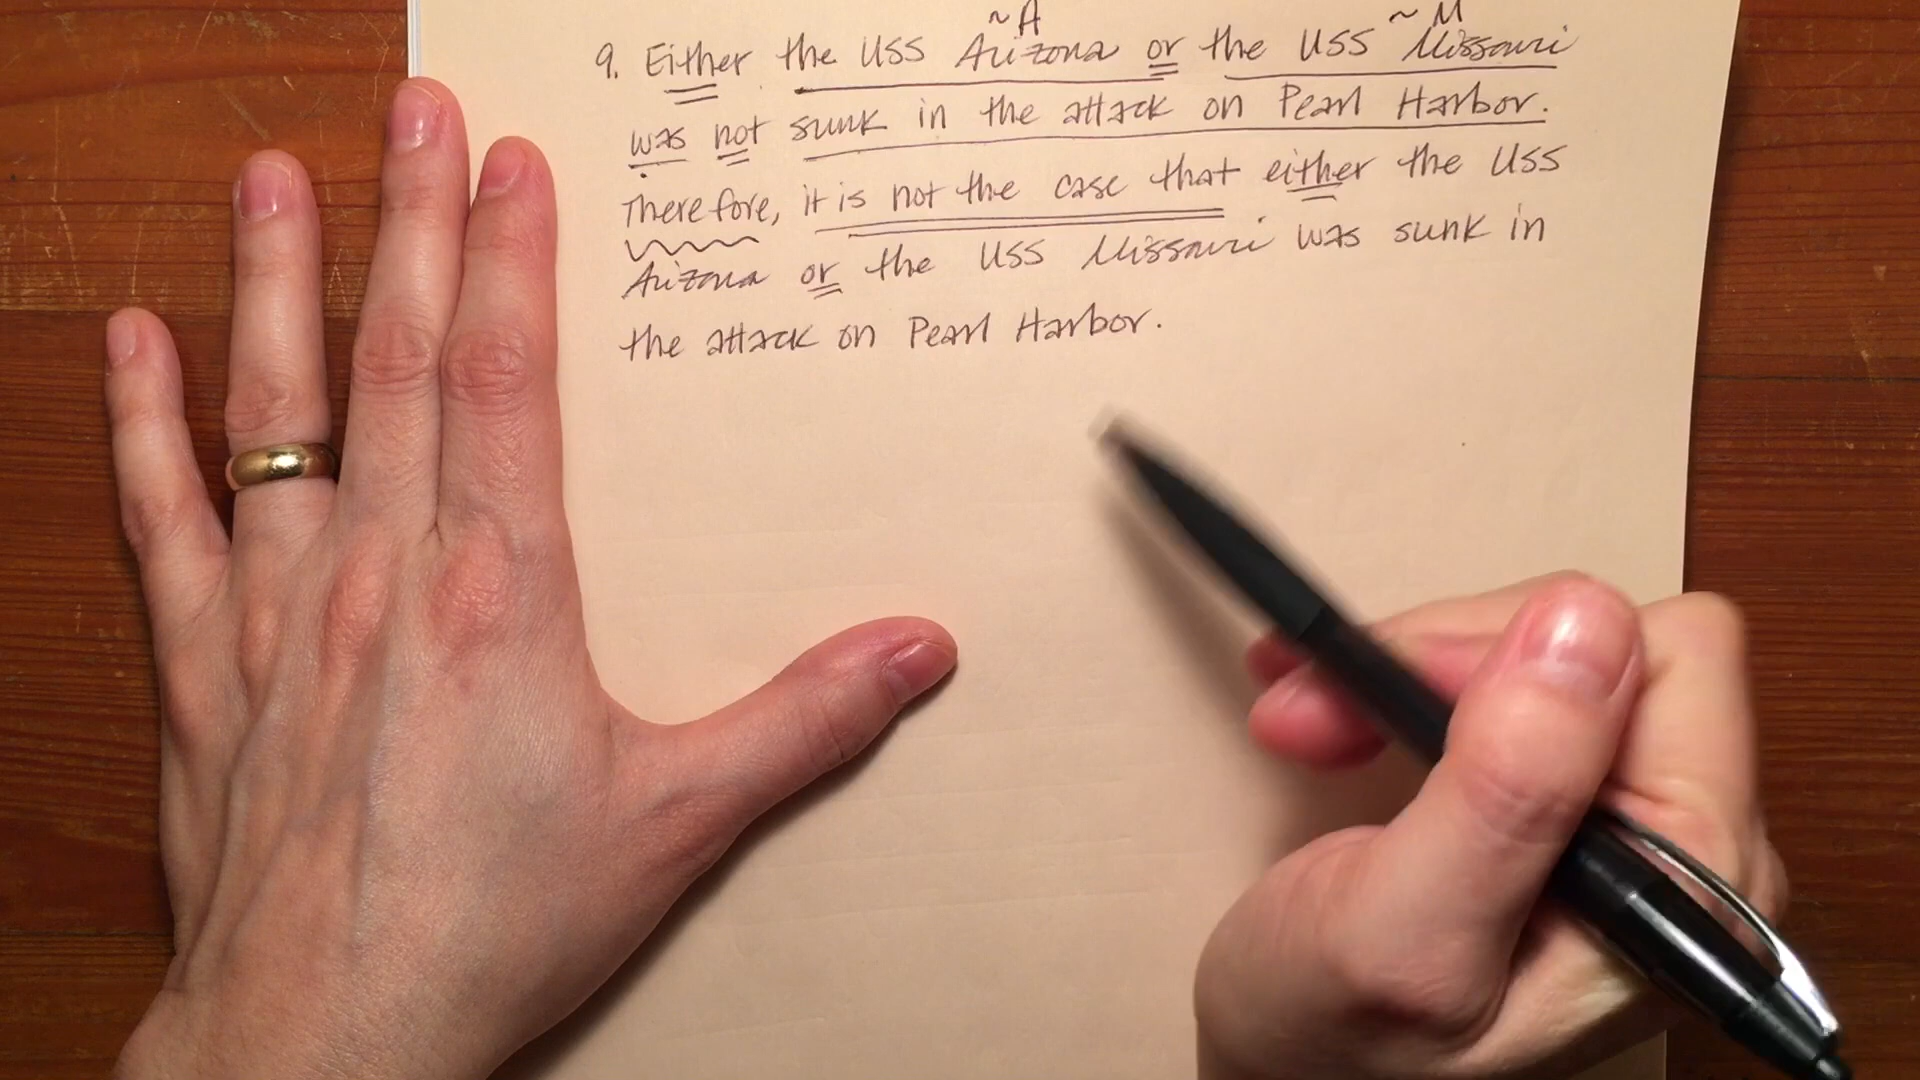 ~A ~M
9. Either the USS Arizona or the USS Missouri
was not sunk in the attack on Pearl Harbor.
Therefore, it is not the case that either the USS
Arizona or the USS Missouri was sunk in
the attack on Pearl Harbor.